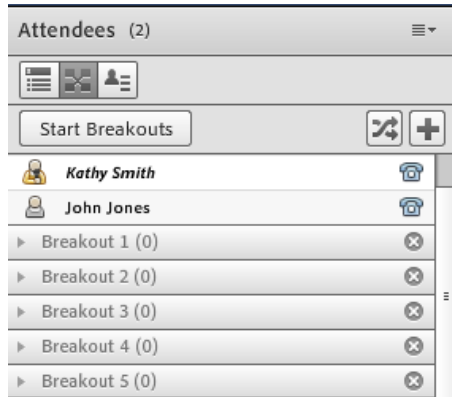 Attendees (2)
Start Breakouts
Kathy Smith
John Jones
Breakout 1 (0)
Breakout 2 (0)
Breakout 3 (0)
Breakout 4 (0)
Breakout 5 (0)